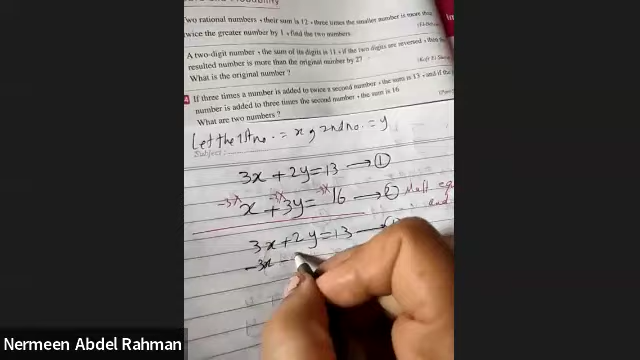 Two rational numbers , their sum is 12 , three times the smaller number is more than
twice the greater number by 1 , find the two numbers.
A two-digit number , the sum of its digits is 11 , if the two digits are reversed , then the
resulted number is more than the original number by 27
What is the original number ?
If three times a number is added to twice a second number , the sum is 13 , and if the
number is added to three times the second number , the sum is 16
What are two numbers ?
Let the 1st no. = x , 2nd no. = y
Subject:
3x + 2y = 13 → ①
-3x -3x -3x
x + 3y = 16 → ②
and
3x + 2y = 13 →
-3x -
Nermeen Abdel Rahman